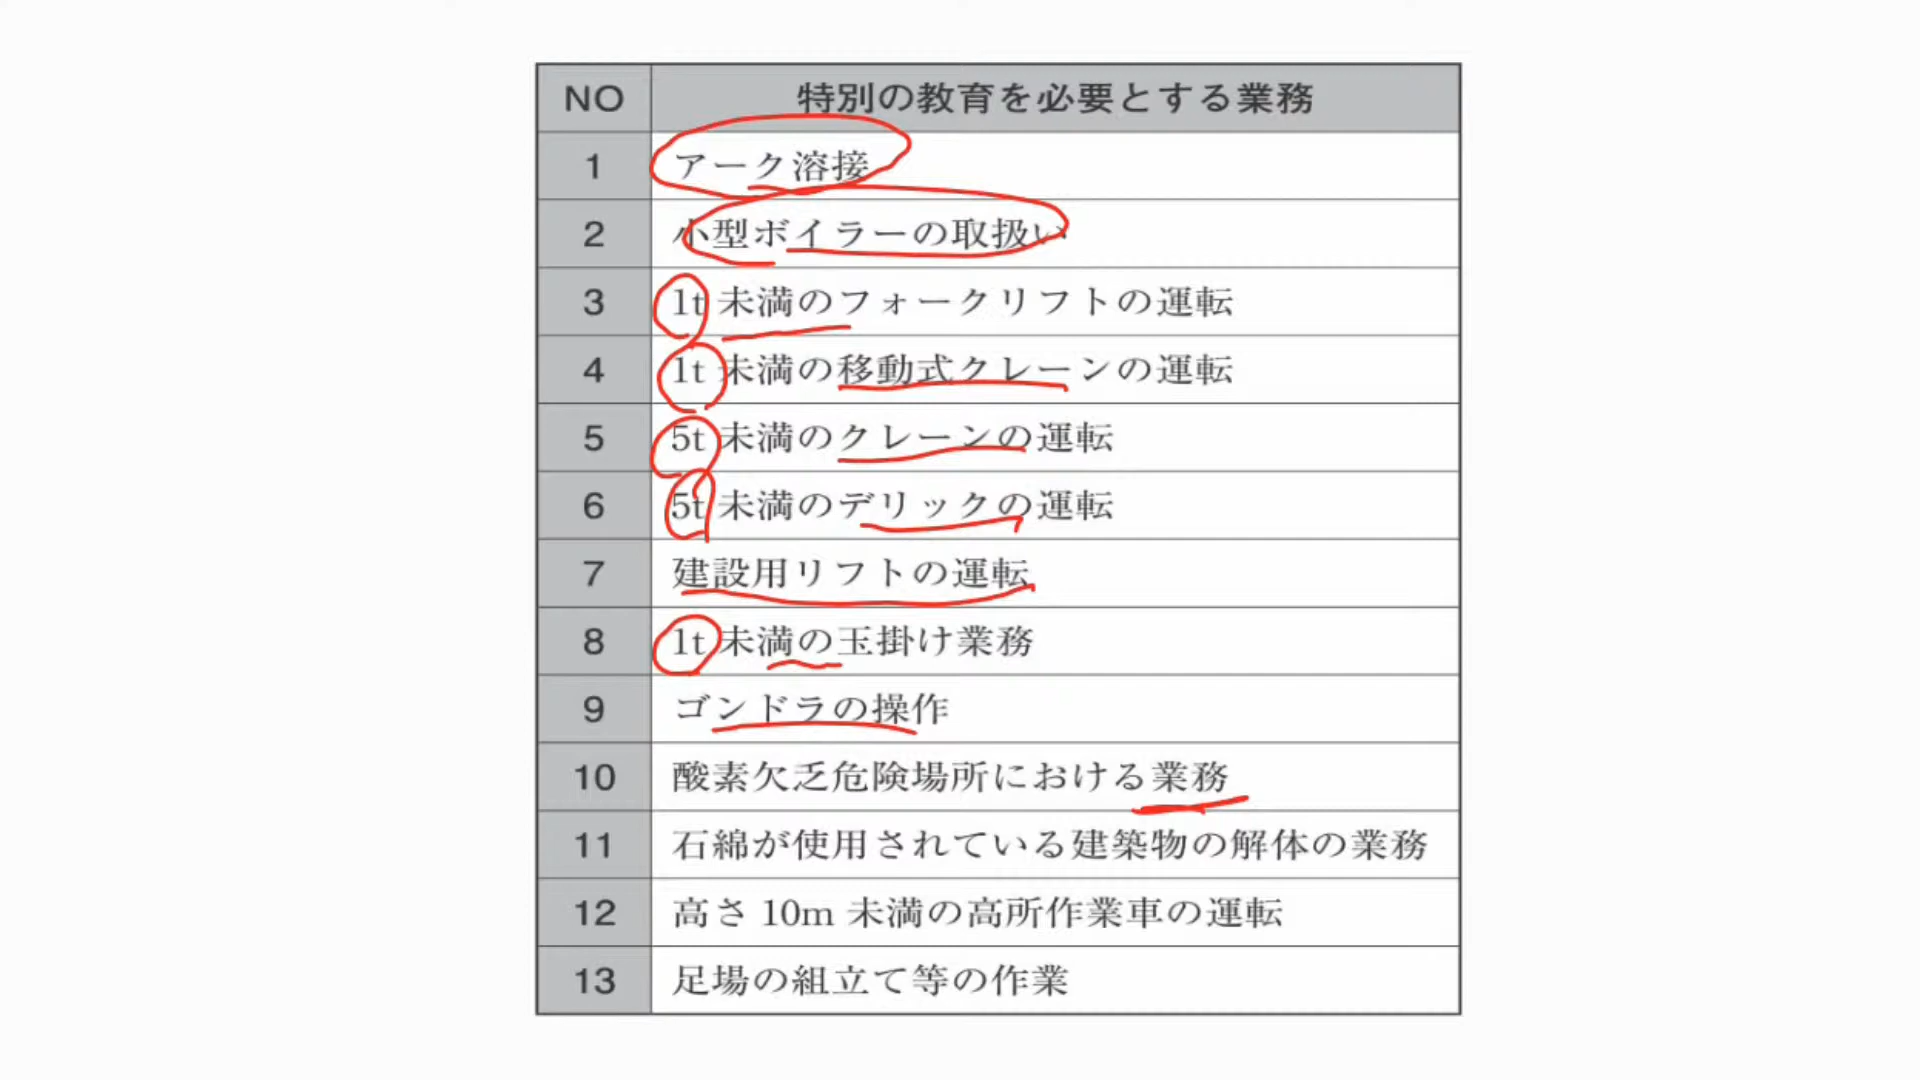 NO 特別の教育を必要とする業務
1 アーク溶接
2 小型ボイラーの取扱い
3 1t 未満のフォークリフトの運転
4 1t 未満の移動式クレーンの運転
5 5t 未満のクレーンの運転
6 5t 未満のデリックの運転
7 建設用リフトの運転
8 1t 未満の玉掛け業務
9 ゴンドラの操作
10 酸素欠乏危険場所における業務
11 石綿が使用されている建築物の解体の業務
12 高さ 10m 未満の高所作業車の運転
13 足場の組立て等の作業